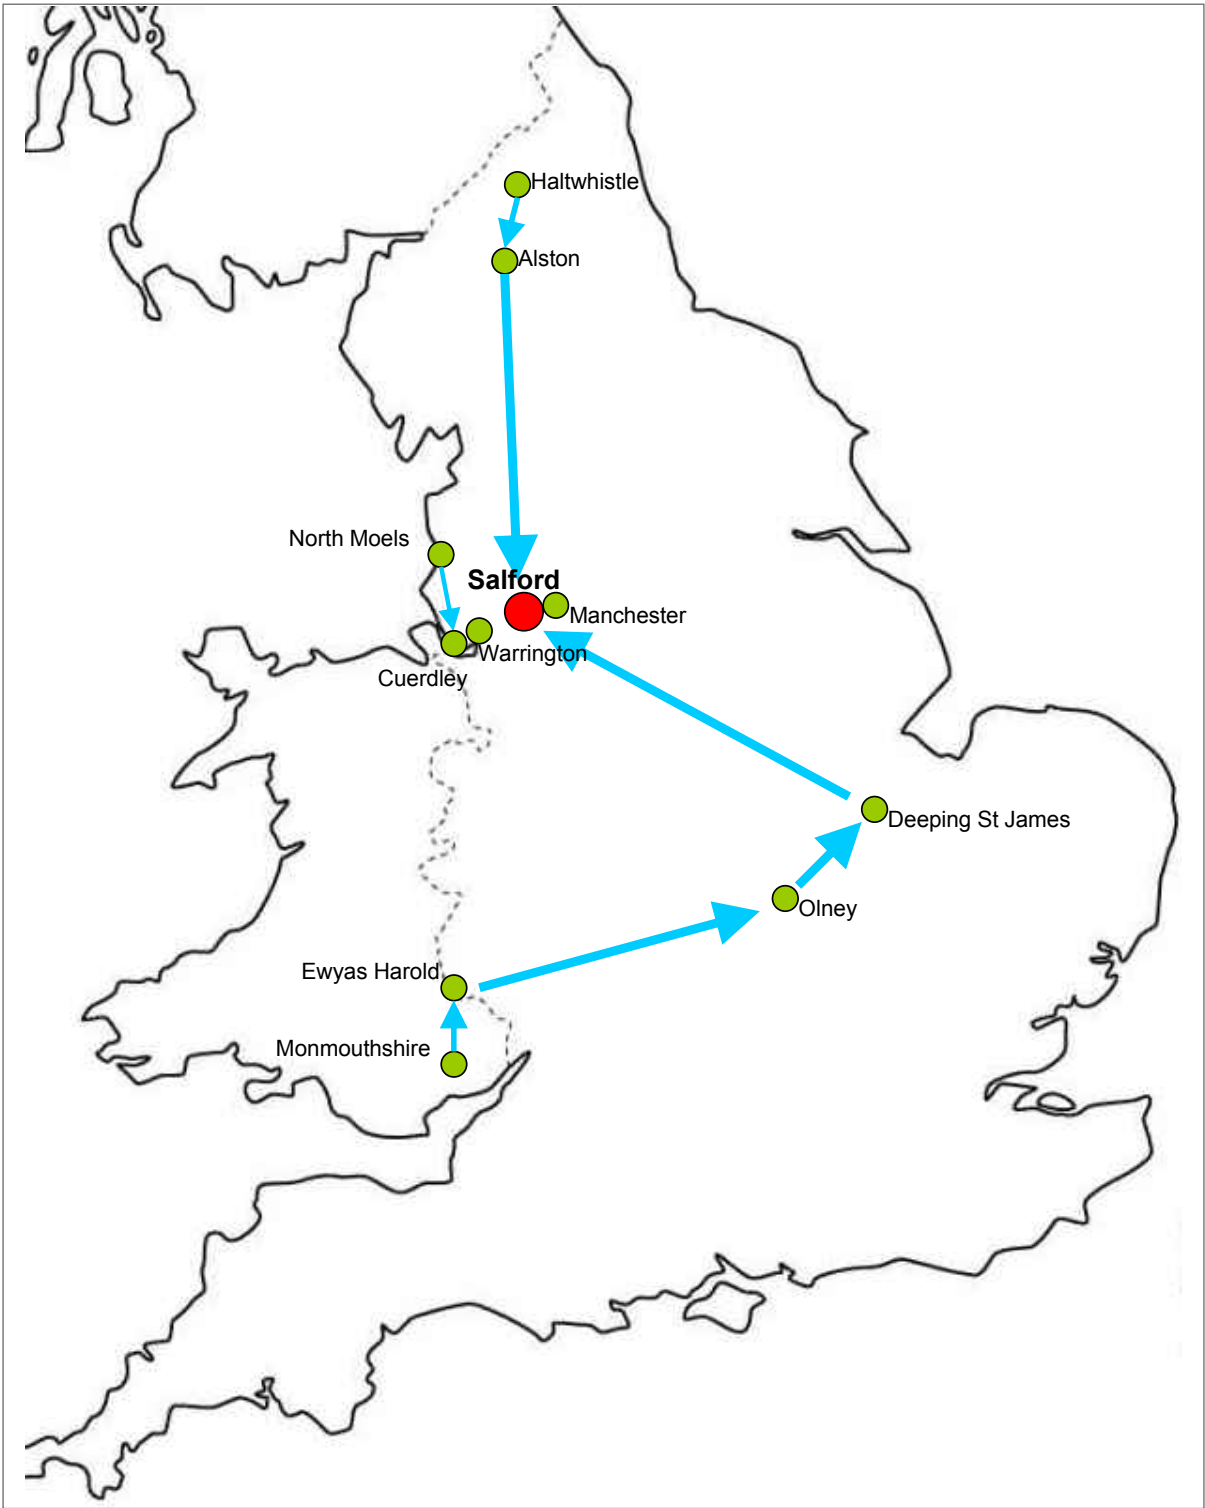 Haltwhistle
Alston
North Moels
Salford
Manchester
Warrington
Cuerdley
Deeping St James
Olney
Ewyas Harold
Monmouthshire